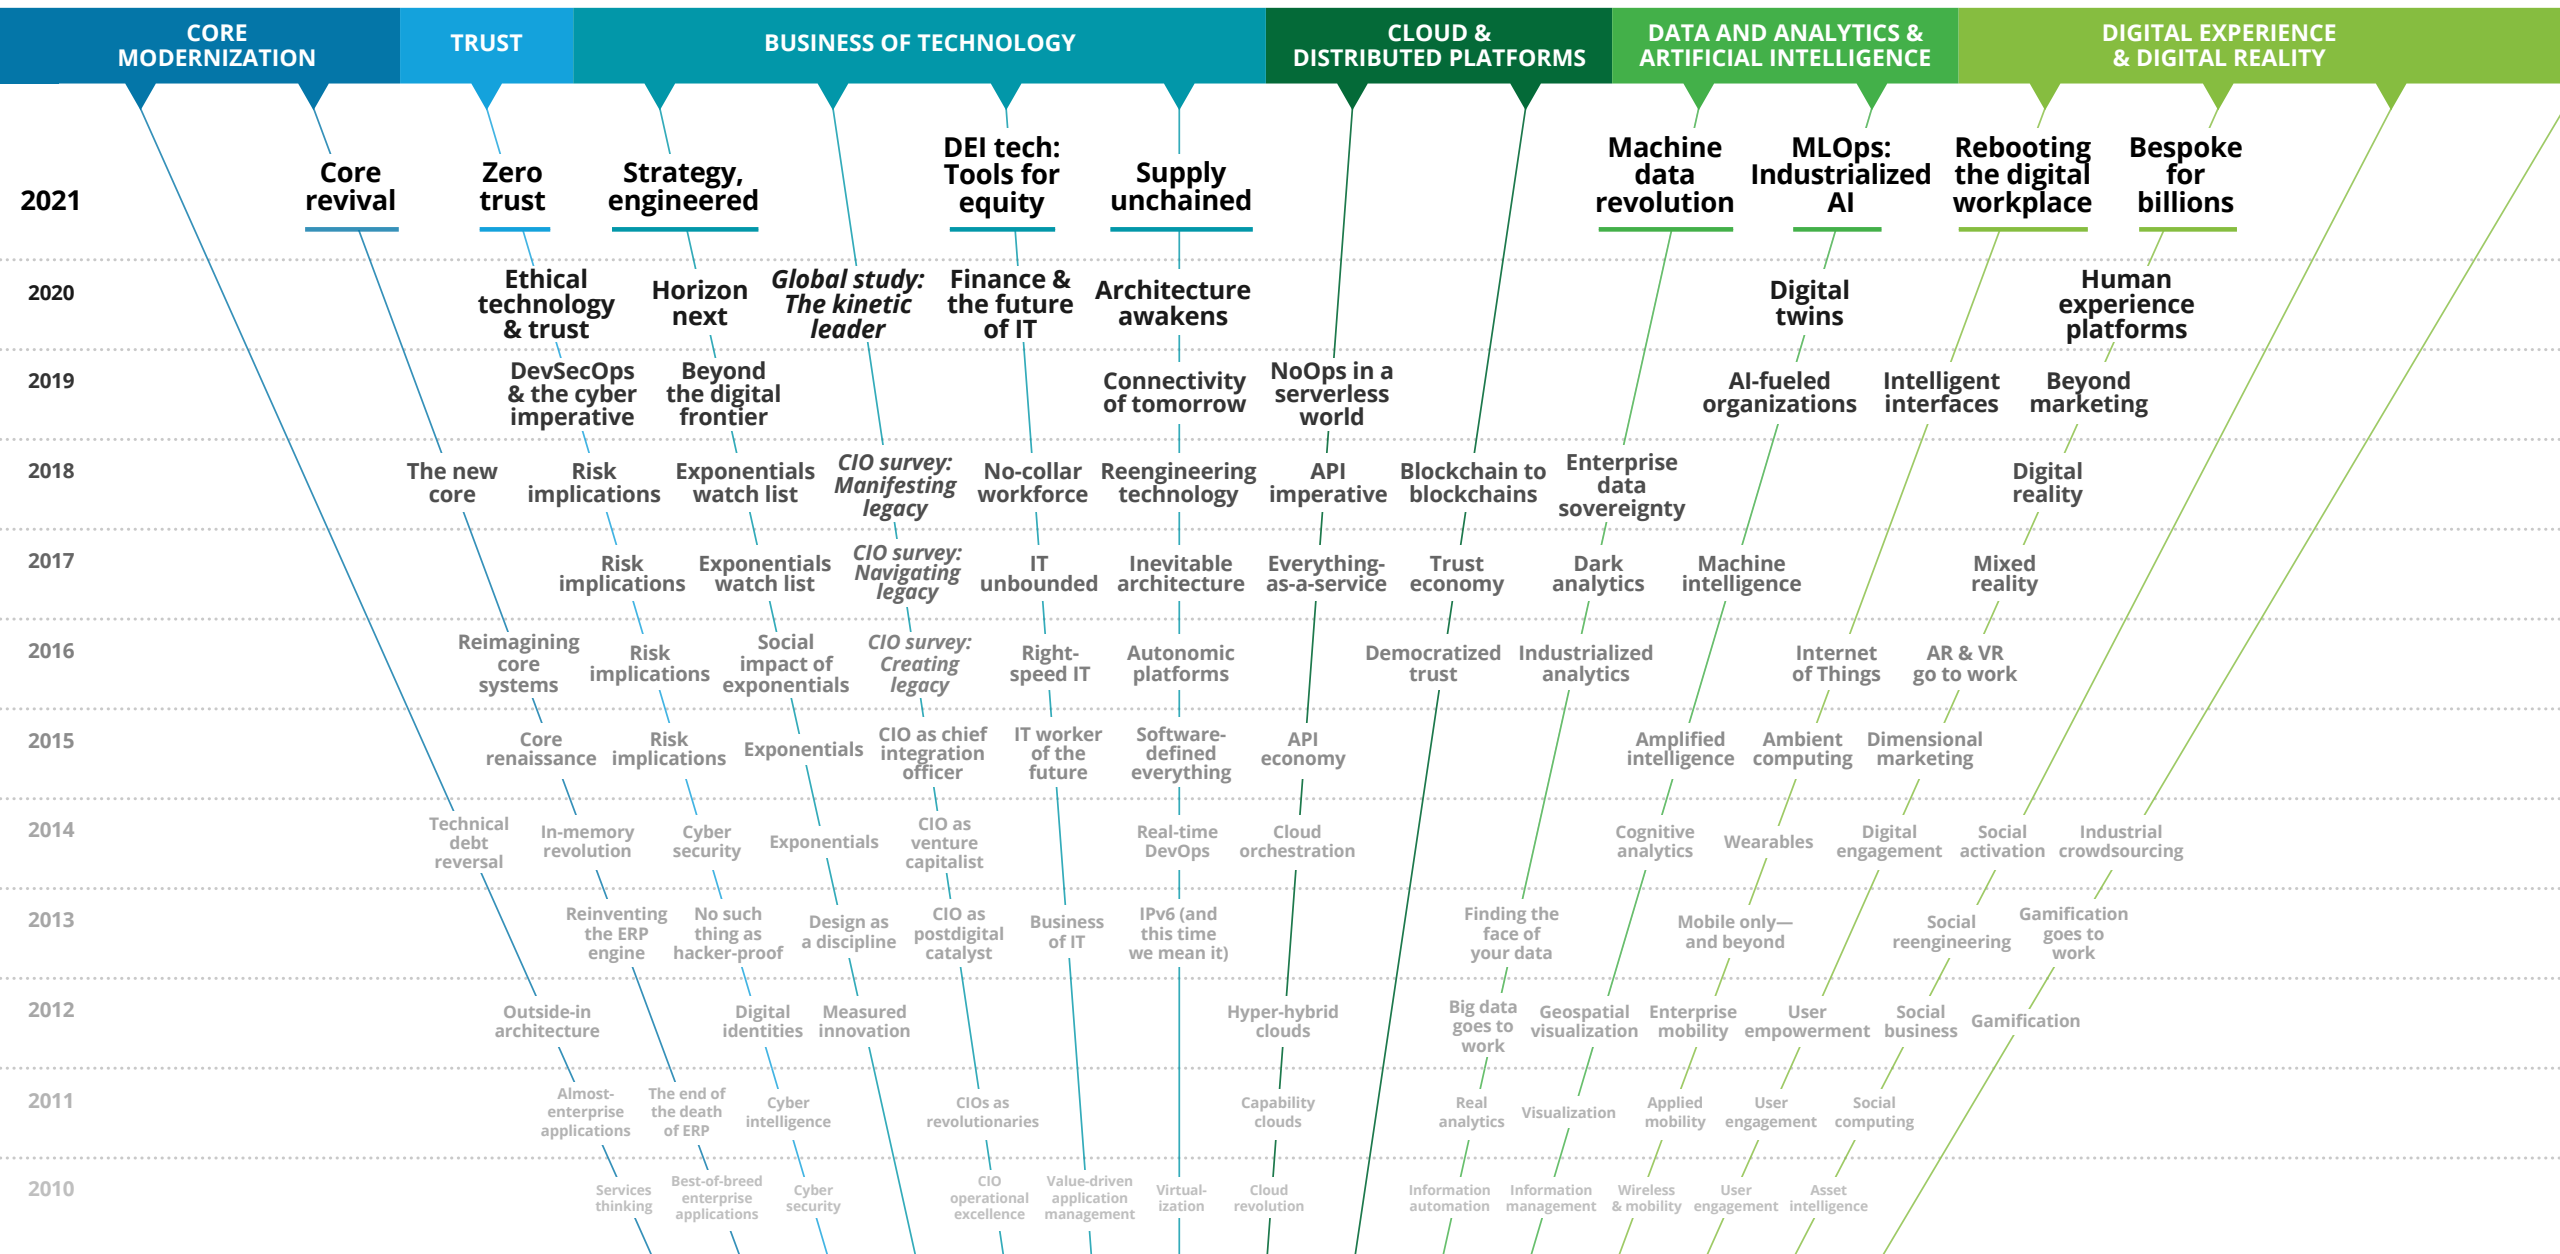 CORE
MODERNIZATION
TRUST
BUSINESS OF TECHNOLOGY
CLOUD &
DISTRIBUTED PLATFORMS
DATA AND ANALYTICS &
ARTIFICIAL INTELLIGENCE
DIGITAL EXPERIENCE
& DIGITAL REALITY
2021
Core
revival
Zero
trust
Strategy,
engineered
DEI tech:
Tools for
equity
Supply
unchained
Machine
data
revolution
MLOps:
Industrialized
AI
Rebooting
the digital
workplace
Bespoke
for
billions
2020
Ethical
technology
& trust
Horizon
next
Global study:
The kinetic
leader
Finance &
the future
of IT
Architecture
awakens
Digital
twins
Human
experience
platforms
2019
DevSecOps
& the cyber
imperative
Beyond
the digital
frontier
Connectivity
of tomorrow
NoOps in a
serverless
world
AI-fueled
organizations
Intelligent
interfaces
Beyond
marketing
2018
The new
core
Risk
implications
Exponentials
watch list
CIO survey:
Manifesting
legacy
No-collar
workforce
Reengineering
technology
API
imperative
Blockchain to
blockchains
Enterprise
data
sovereignty
Digital
reality
2017
Risk
implications
Exponentials
watch list
CIO survey:
Navigating
legacy
IT
unbounded
Inevitable
architecture
Everything-
as-a-service
Trust
economy
Dark
analytics
Machine
intelligence
Mixed
reality
2016
Reimagining
core
systems
Risk
implications
Social
impact of
exponentials
CIO survey:
Creating
legacy
Right-
speed IT
Autonomic
platforms
Democratized
trust
Industrialized
analytics
Internet
of Things
AR & VR
go to work
2015
Core
renaissance
Risk
implications
Exponentials
CIO as chief
integration
officer
IT worker
of the
future
Software-
defined
everything
API
economy
Amplified
intelligence
Ambient
computing
Dimensional
marketing
2014
Technical
debt
reversal
In-memory
revolution
Cyber
security
Exponentials
CIO as
venture
capitalist
Real-time
DevOps
Cloud
orchestration
Cognitive
analytics
Wearables
Digital
engagement
Social
activation
Industrial
crowdsourcing
2013
Reinventing
the ERP
engine
No such
thing as
hacker-proof
Design as
a discipline
CIO as
postdigital
catalyst
Business
of IT
IPv6 (and
this time
we mean it)
Finding the
face of
your data
Mobile only—
and beyond
Social
reengineering
Gamification
goes to
work
2012
Outside-in
architecture
Digital
identities
Measured
innovation
Hyper-hybrid
clouds
Big data
goes to
work
Geospatial
visualization
Enterprise
mobility
User
empowerment
Social
business
Gamification
2011
Almost-
enterprise
applications
The end of
the death
of ERP
Cyber
intelligence
CIOs as
revolutionaries
Capability
clouds
Real
analytics
Visualization
Applied
mobility
User
engagement
Social
computing
2010
Services
thinking
Best-of-breed
enterprise
applications
Cyber
security
CIO
operational
excellence
Value-driven
application
management
Virtual-
ization
Cloud
revolution
Information
automation
Information
management
Wireless
& mobility
User
engagement
Asset
intelligence